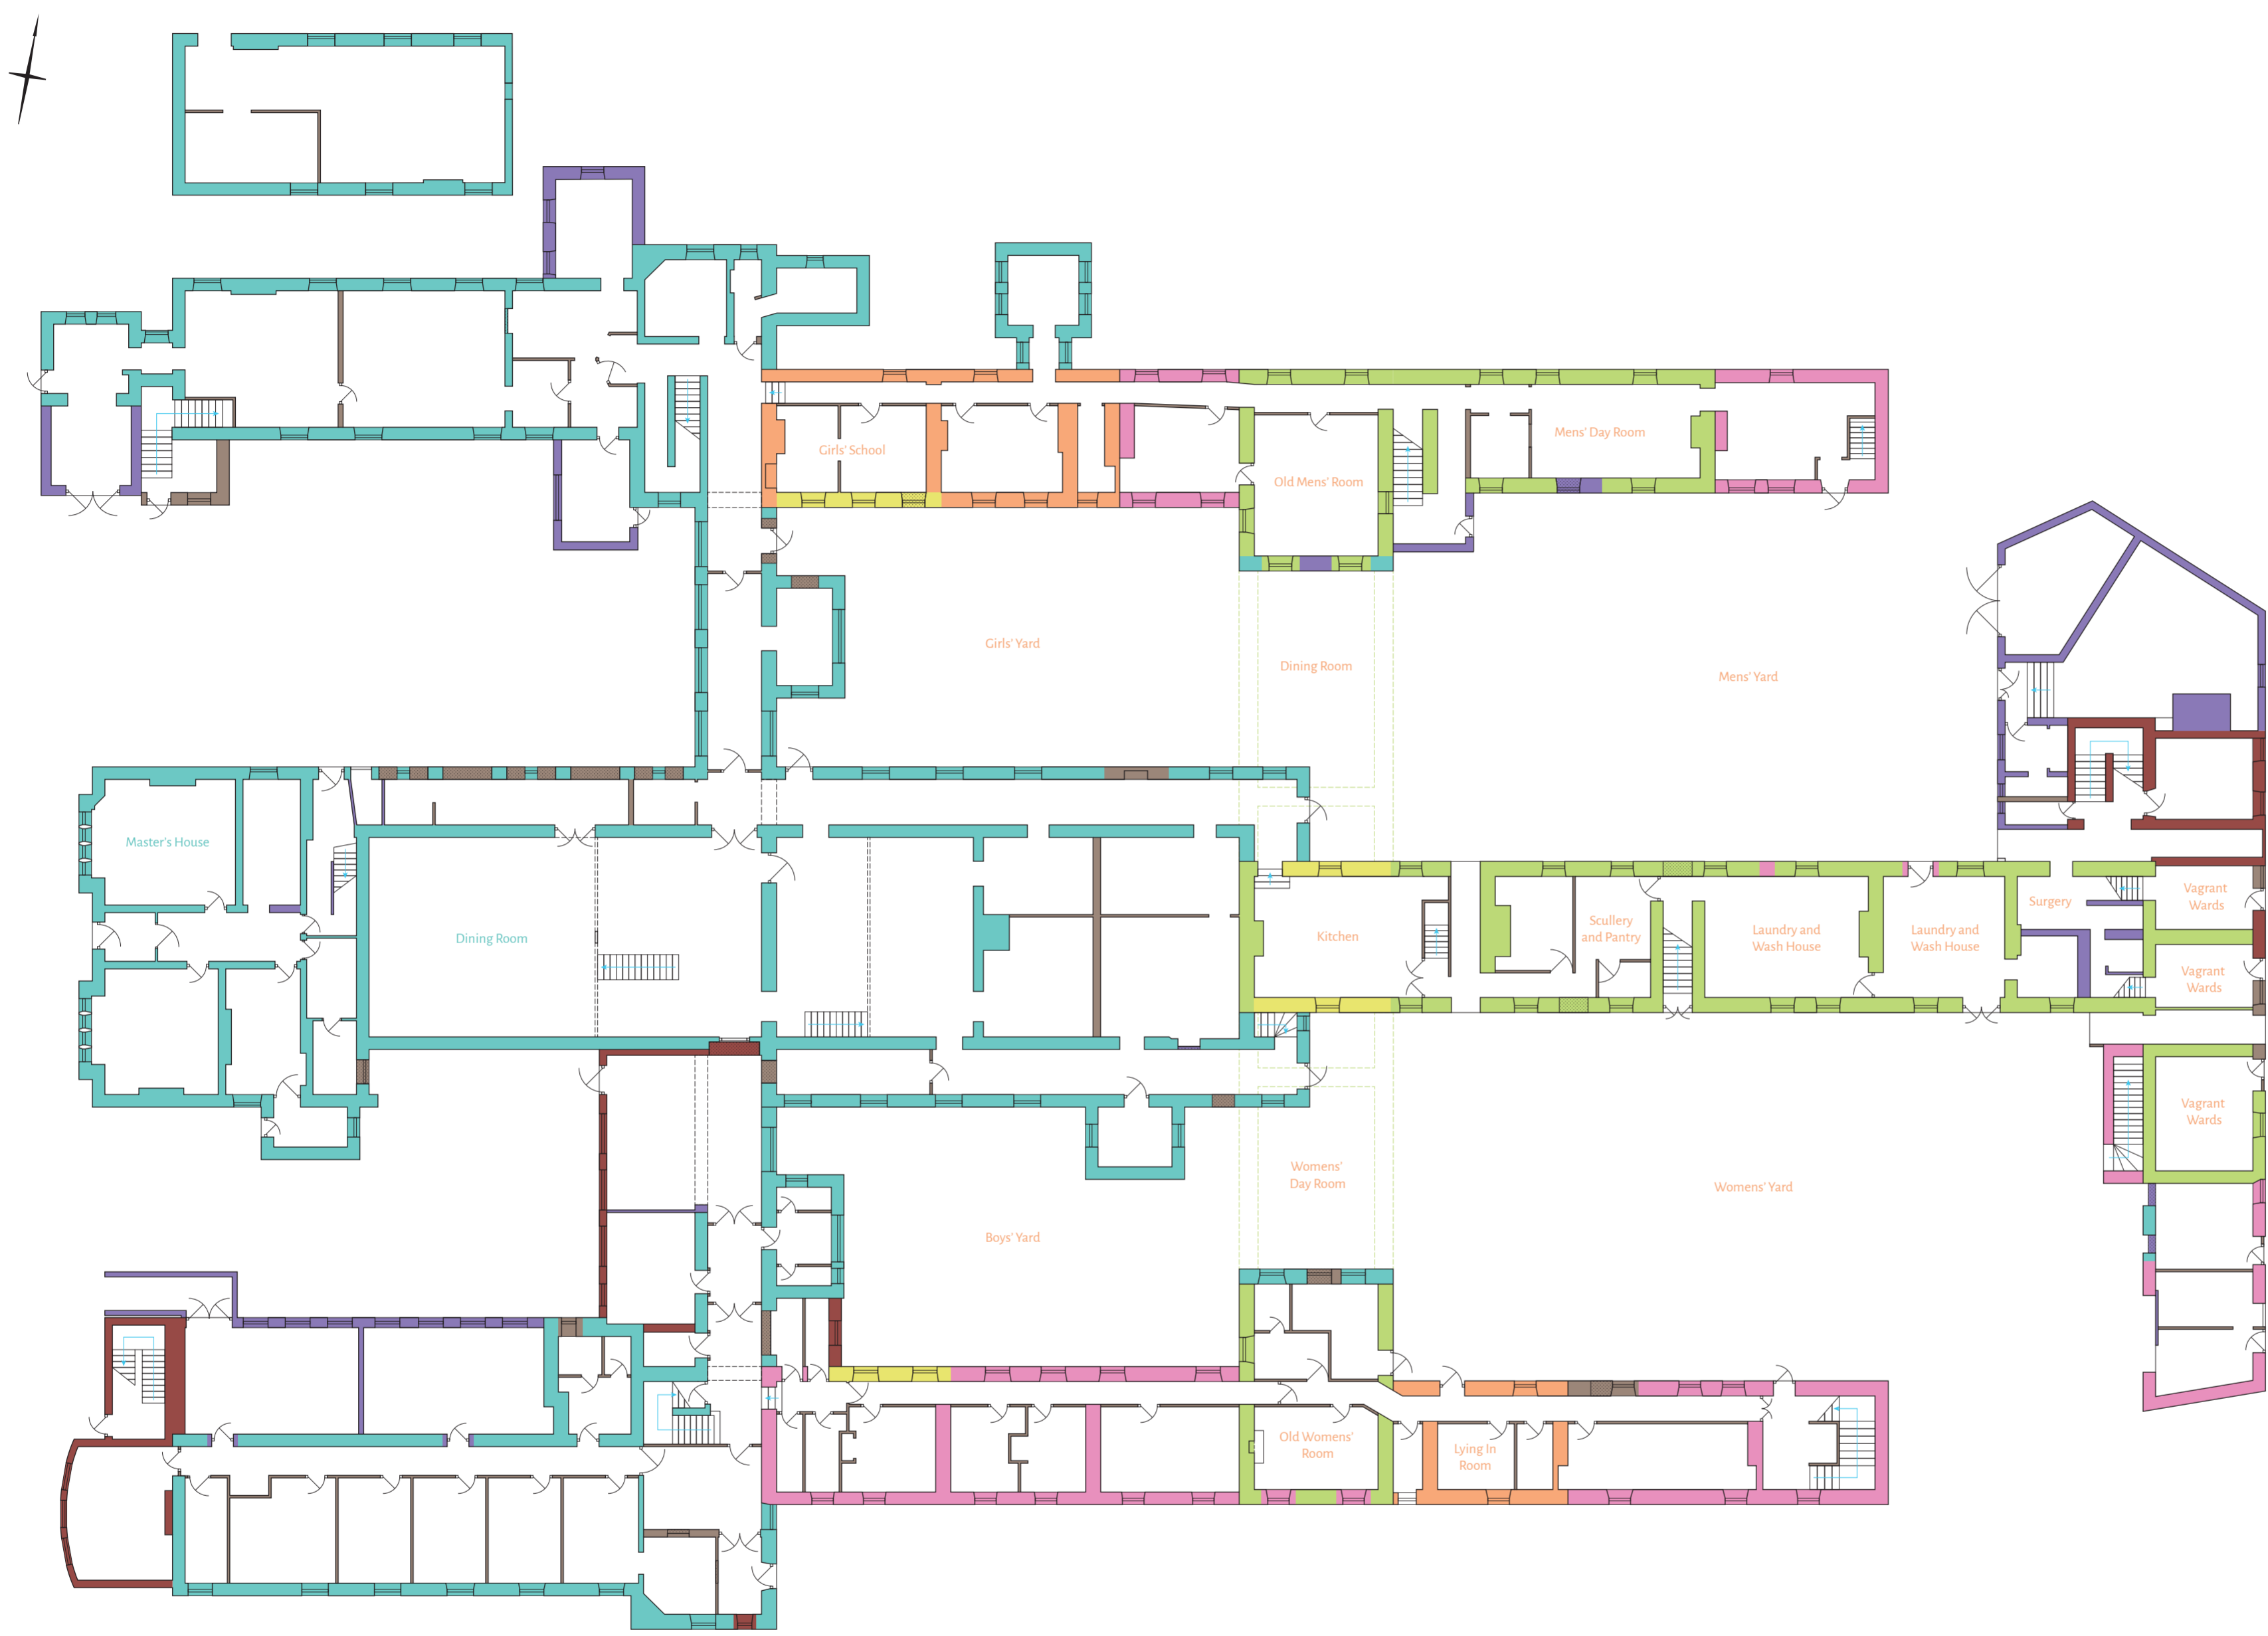 Girls' School
Mens' Day Room
Old Mens' Room
Girls' Yard
Dining Room
Mens' Yard
Master's House
Dining Room
Kitchen
Scullery
and Pantry
Laundry and
Wash House
Laundry and
Wash House
Surgery
Vagrant
Wards
Vagrant
Wards
Vagrant
Wards
Womens'
Day Room
Womens' Yard
Boys' Yard
Old Womens'
Room
Lying In
Room